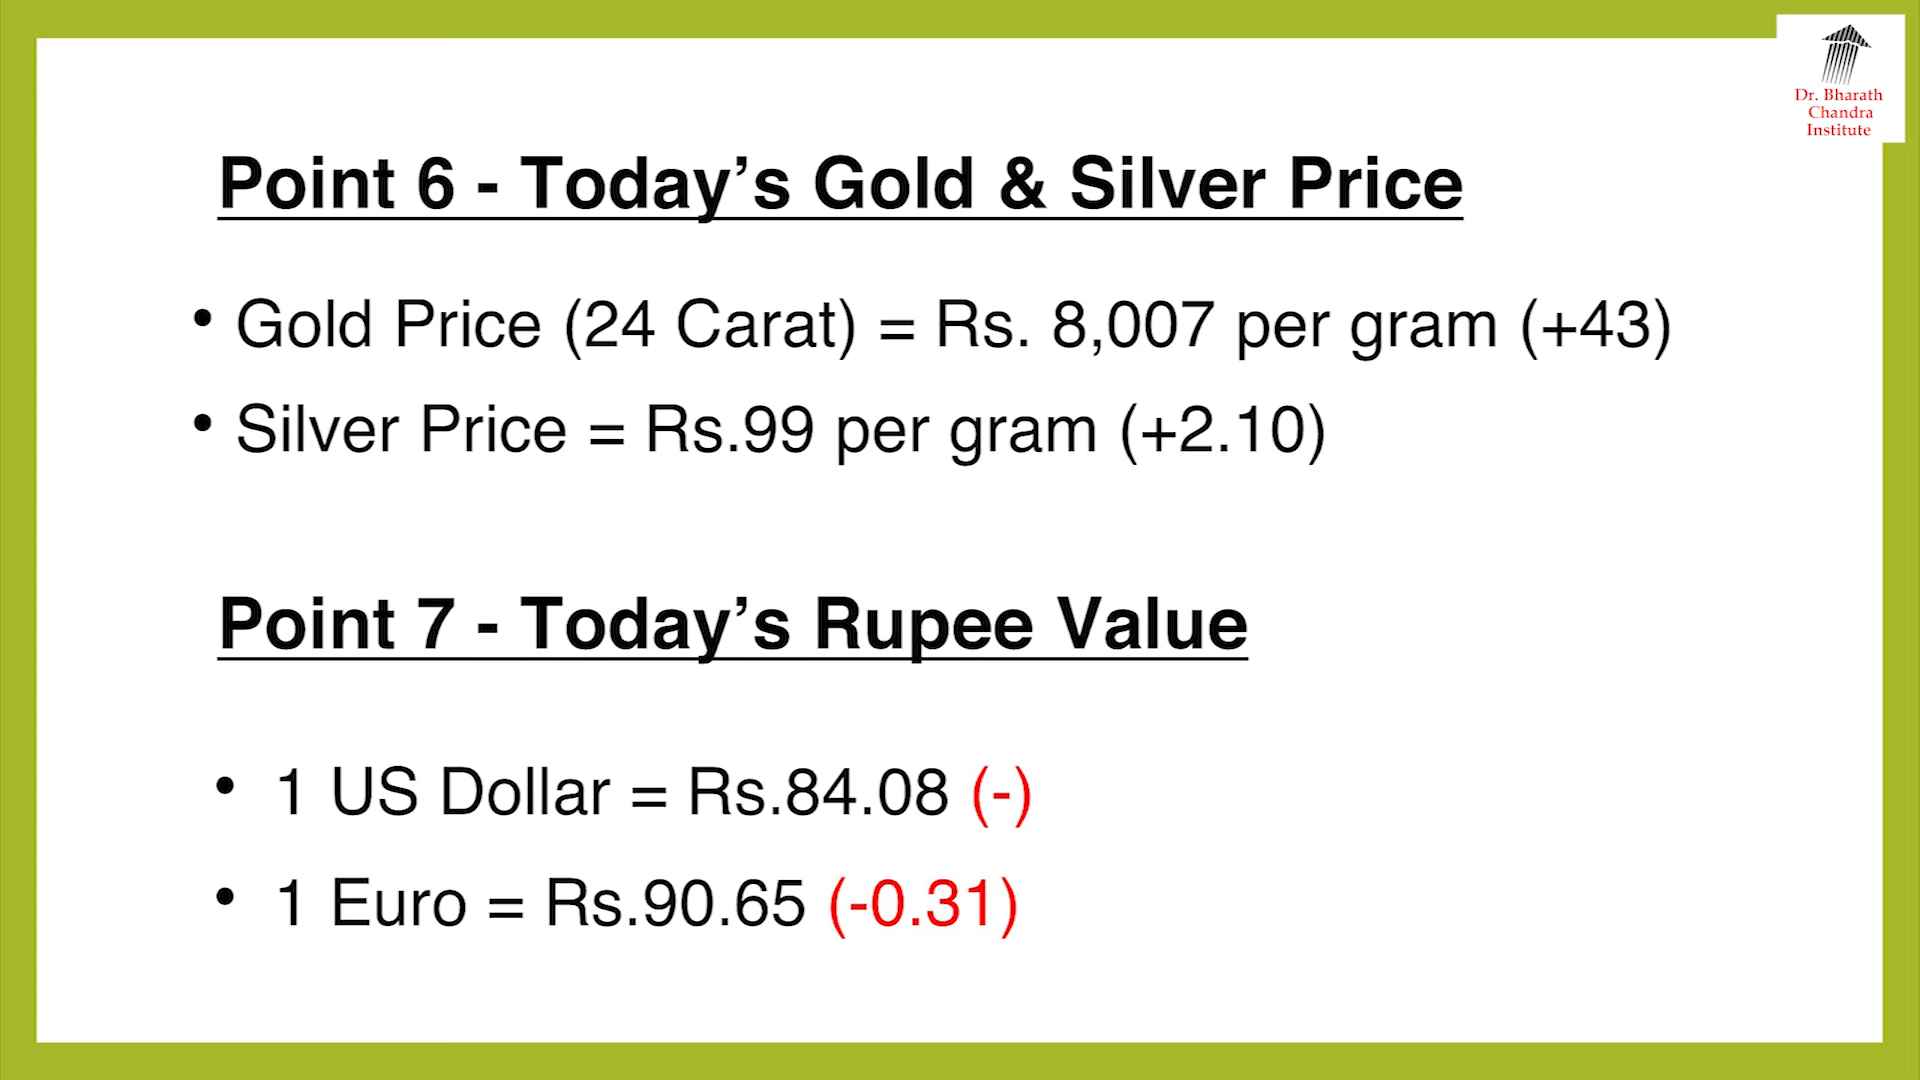 Dr. Bharath
Chandra
Institute
Point 6 - Today’s Gold & Silver Price
• Gold Price (24 Carat) = Rs. 8,007 per gram (+43)
• Silver Price = Rs.99 per gram (+2.10)
Point 7 - Today’s Rupee Value
• 1 US Dollar = Rs.84.08 (-)
• 1 Euro = Rs.90.65 (-0.31)